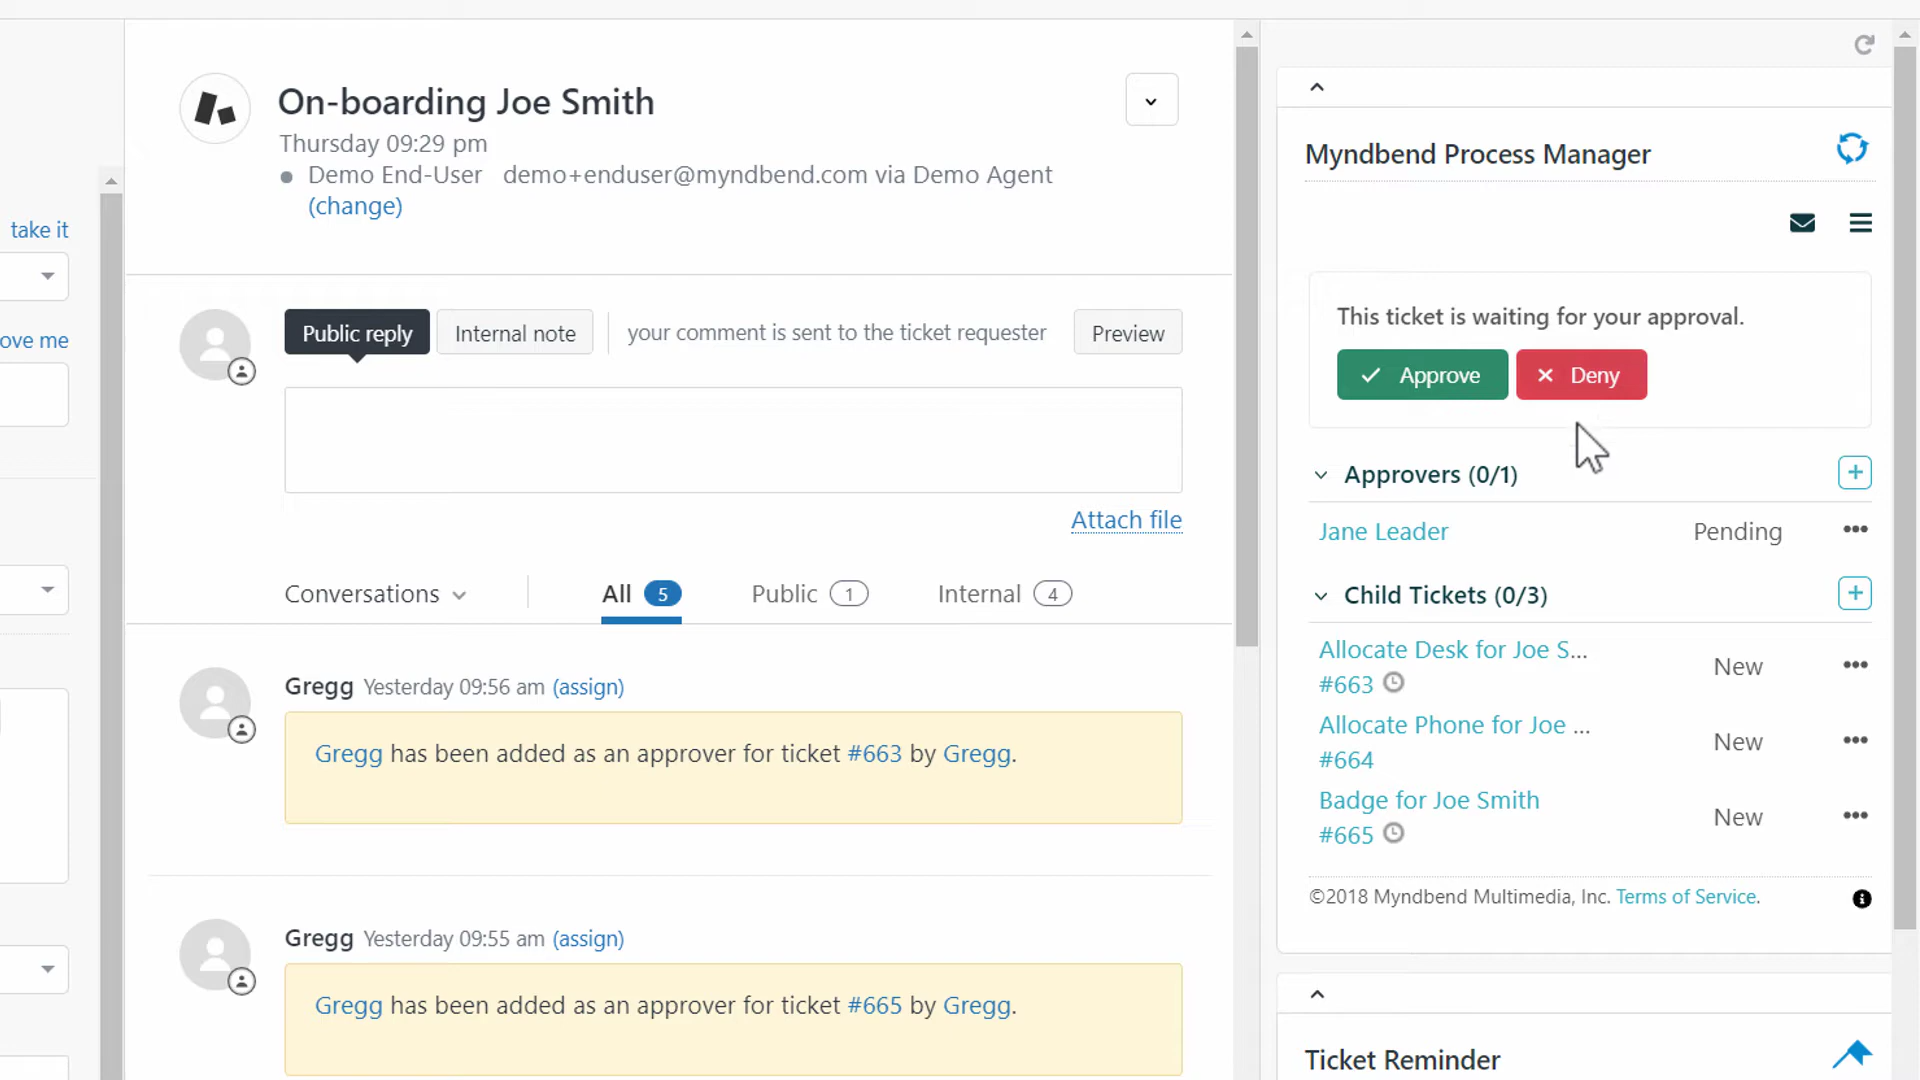 take it
ove me
On-boarding Joe Smith
Thursday 09:29 pm
Demo End-User demo+enduser@myndbend.com via Demo Agent
(change)
Public reply
Internal note
your comment is sent to the ticket requester
Preview
Attach file
Conversations
All 5
Public 1
Internal 4
Gregg Yesterday 09:56 am (assign)
Gregg has been added as an approver for ticket #663 by Gregg.
Gregg Yesterday 09:55 am (assign)
Gregg has been added as an approver for ticket #665 by Gregg.
Myndbend Process Manager
This ticket is waiting for your approval.
Approve
Deny
Approvers (0/1)
Jane Leader Pending
Child Tickets (0/3)
Allocate Desk for Joe S...
#663
New
Allocate Phone for Joe ...
#664
New
Badge for Joe Smith
#665
New
©2018 Myndbend Multimedia, Inc. Terms of Service.
Ticket Reminder